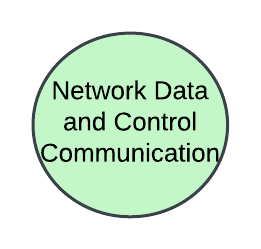 Network Data
and Control
Communication